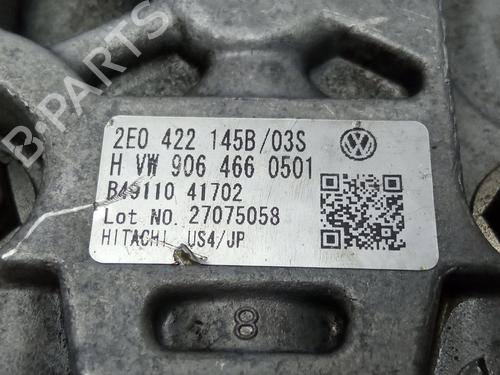 B-PARTS
2E0 422 145B/03S
H VW 906 466 0501
B49110 41702
Lot NO. 27075058
HITACHI US4/JP
8